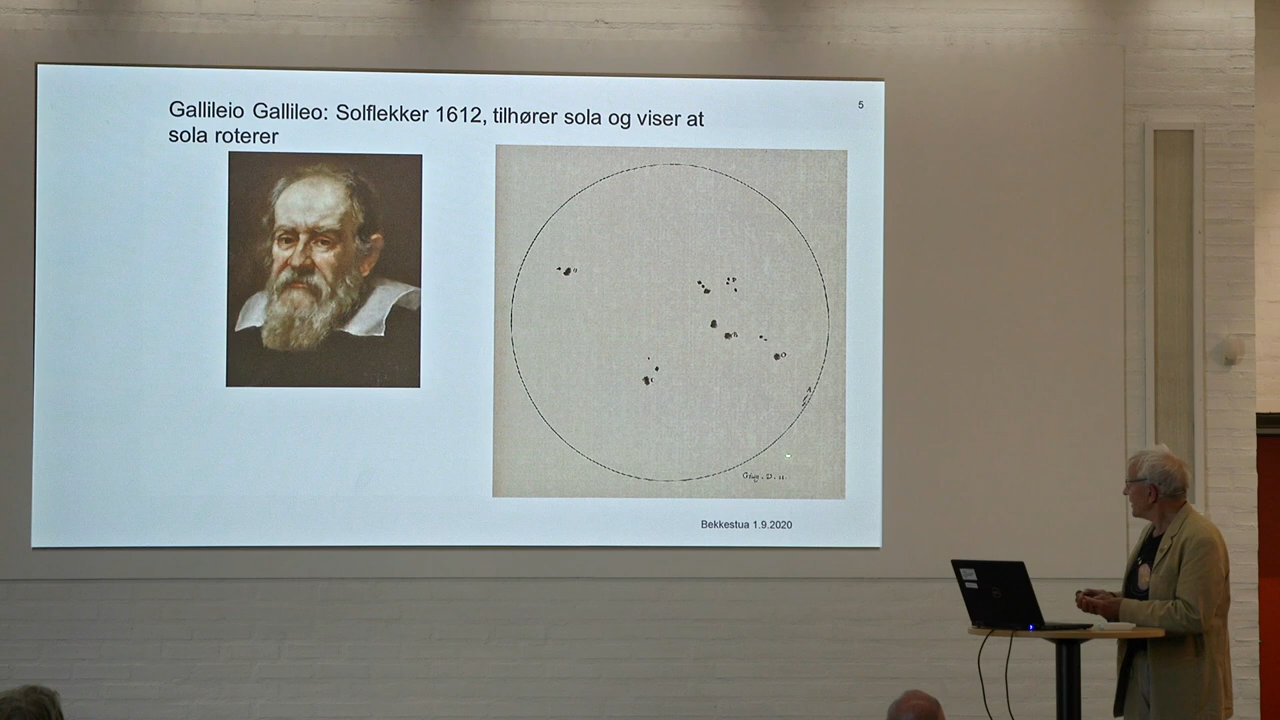 5
Gallileio Gallileo: Solflekker 1612, tilhører sola og viser at
sola roterer
B
A
Bekkestua 1.9.2020